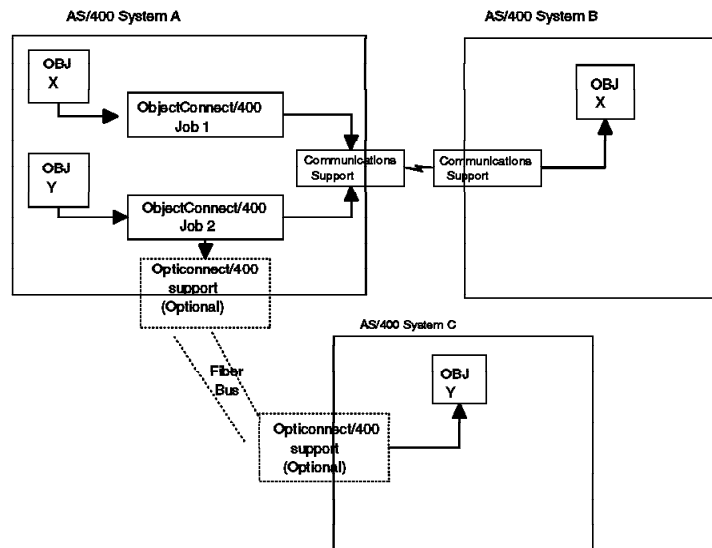 AS/400 System A
AS/400 System B
OBJ
X
ObjectConnect/400
Job 1
OBJ
X
OBJ
Y
Communications
Support
Communications
Support
ObjectConnect/400
Job 2
Opticonnect/400
support
(Optional)
AS/400 System C
Fiber
Bus
OBJ
Y
Opticonnect/400
support
(Optional)